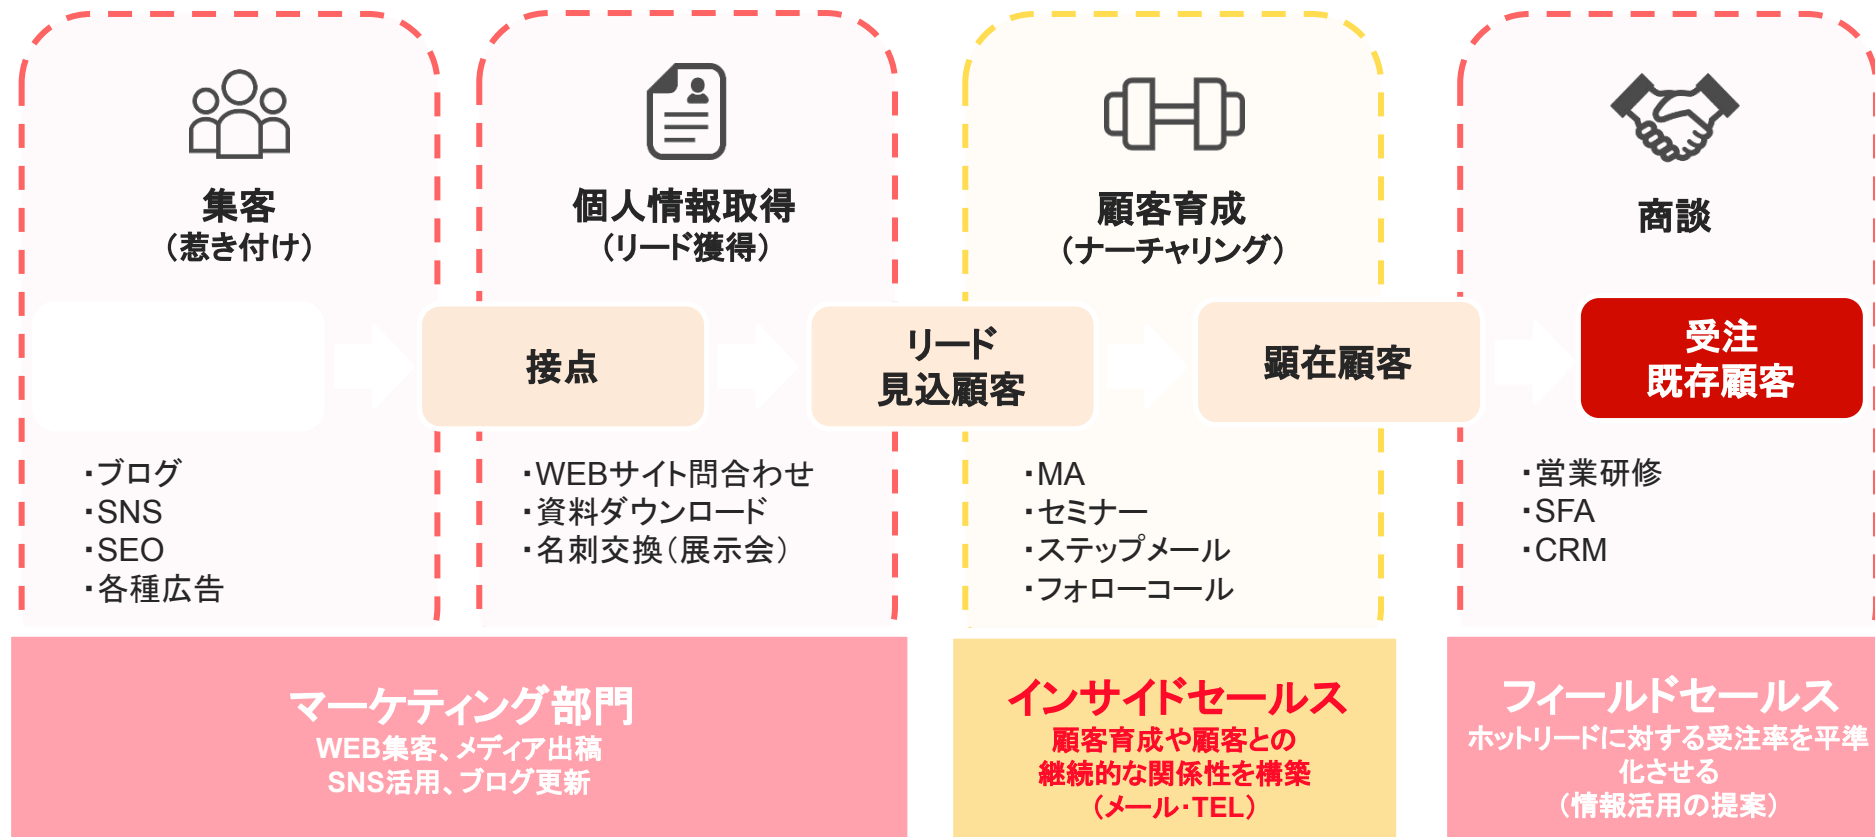 集客
（惹き付け）
個人情報取得
（リード獲得）
顧客育成
（ナーチャリング）
商談
接点
リード
見込顧客
顕在顧客
受注
既存顧客
・ブログ
・SNS
・SEO
・各種広告
・WEBサイト問合わせ
・資料ダウンロード
・名刺交換（展示会）
・MA
・セミナー
・ステップメール
・フォローコール
・営業研修
・SFA
・CRM
マーケティング部門
WEB集客、メディア出稿
SNS活用、ブログ更新
インサイドセールス
顧客育成や顧客との
継続的な関係性を構築
（メール・TEL）
フィールドセールス
ホットリードに対する受注率を平準
化させる
（情報活用の提案）